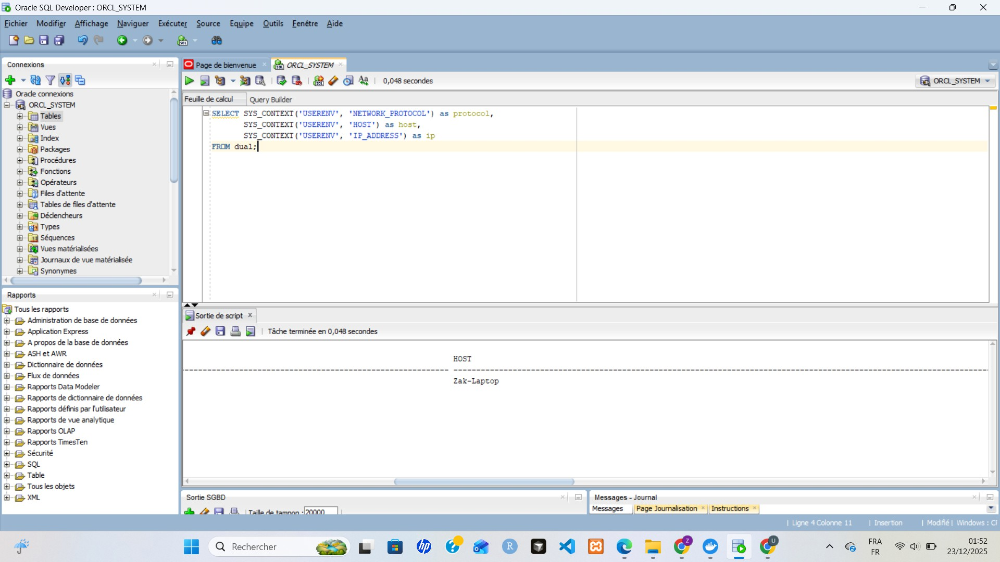 Oracle SQL Developer : ORCL_SYSTEM
Fichier Modifier Affichage Naviguer Exécuter Source Equipe Outils Fenêtre Aide
Connexions
Page de bienvenue
ORCL_SYSTEM
0,048 secondes
ORCL_SYSTEM
Feuille de calcul
Query Builder
Oracle connexions
ORCL_SYSTEM
Tables
Vues
Index
Packages
Procédures
Fonctions
Opérateurs
Files d'attente
Tables de files d'attente
Déclencheurs
Types
Séquences
Vues matérialisées
Journaux de vue matérialisée
Synonymes
SELECT SYS_CONTEXT('USERENV', 'NETWORK_PROTOCOL') as protocol,
SYS_CONTEXT('USERENV', 'HOST') as host,
SYS_CONTEXT('USERENV', 'IP_ADDRESS') as ip
FROM dual;
Rapports
Tous les rapports
Administration de base de données
Application Express
A propos de la base de données
ASH et AWR
Dictionnaire de données
Flux de données
Rapports Data Modeler
Rapports de dictionnaire de données
Rapports définis par l'utilisateur
Rapports de vue analytique
Rapports OLAP
Rapports TimesTen
Sécurité
SQL
Table
Tous les objets
XML
Sortie de script
Tâche terminée en 0,048 secondes
HOST
Zak-Laptop
Sortie SGBD
Taille de tampon : 20000
Messages - Journal
Messages
Page Journalisation
Instructions
Ligne 4 Colonne 11
Insertion
Modifié
Windows : CF
Rechercher
FRA
FR
01:52
23/12/2025